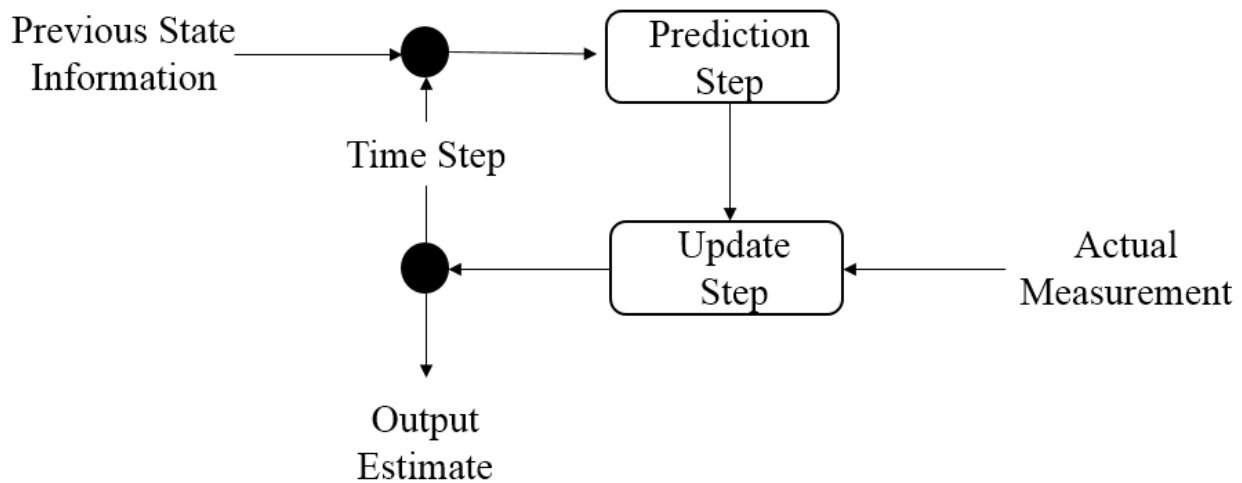 Previous State
Information
Prediction
Step
Time Step
Update
Step
Actual
Measurement
Output
Estimate